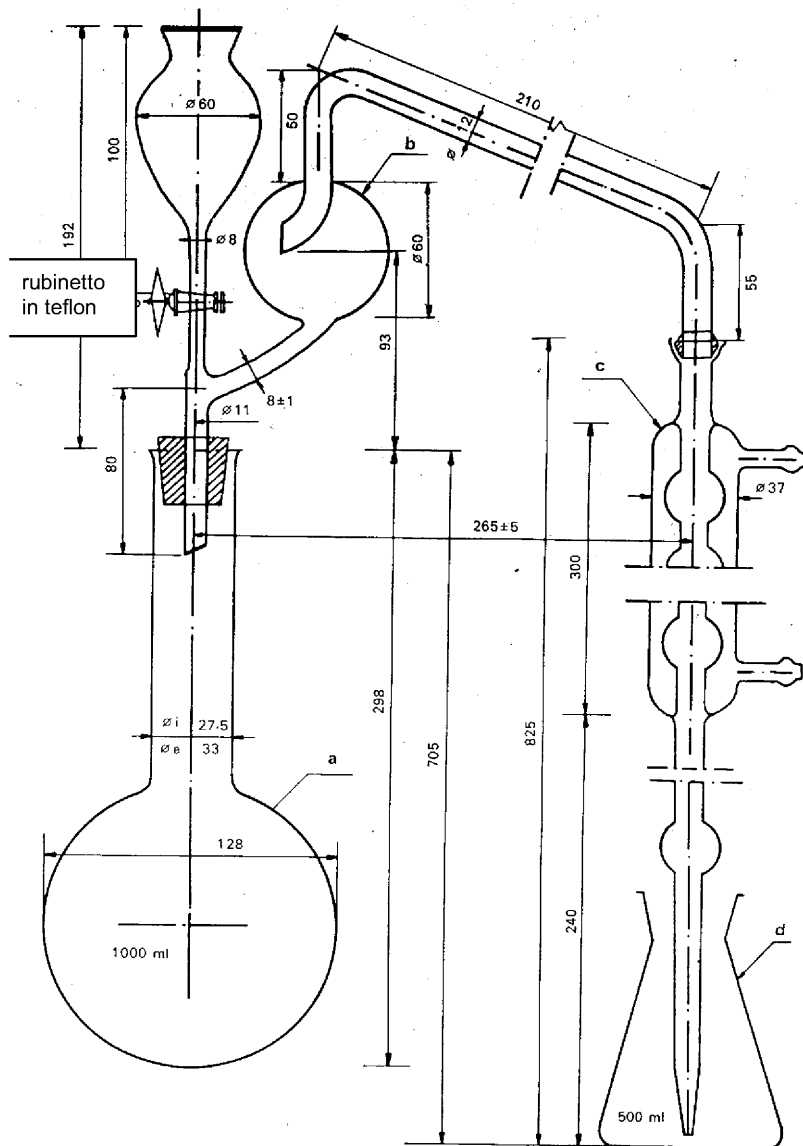 210
ø 12
50
b
ø 60
100
192
ø 8
ø 60
rubinetto
in teflon
93
55
8±1
c
ø 11
80
ø 37
265±5
300
298
705
825
ø i 27·5
ø e 33
a
128
240
d
1000 ml
500 ml